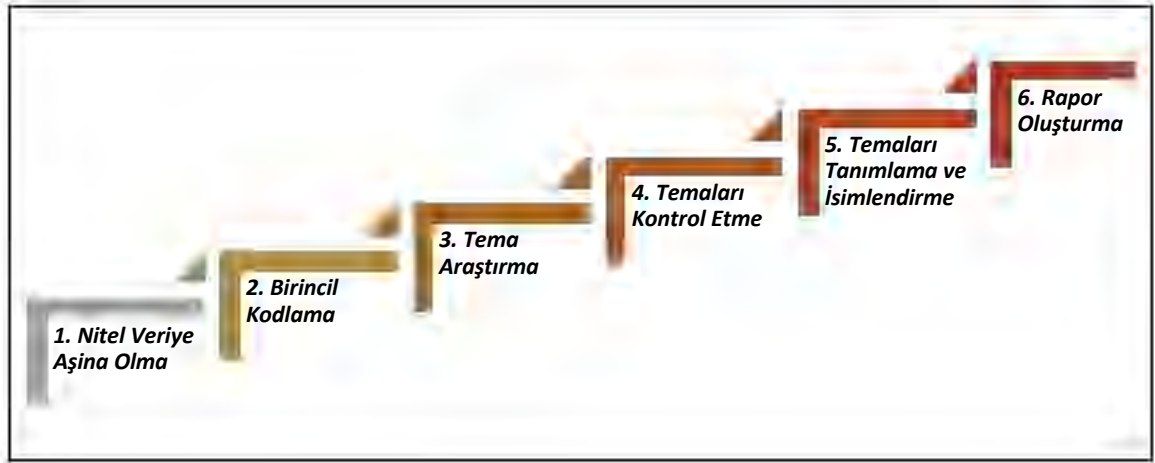 1. Nitel Veriye
Aşina Olma
2. Birincil
Kodlama
3. Tema
Araştırma
4. Temaları
Kontrol Etme
5. Temaları
Tanımlama ve
İsimlendirme
6. Rapor
Oluşturma